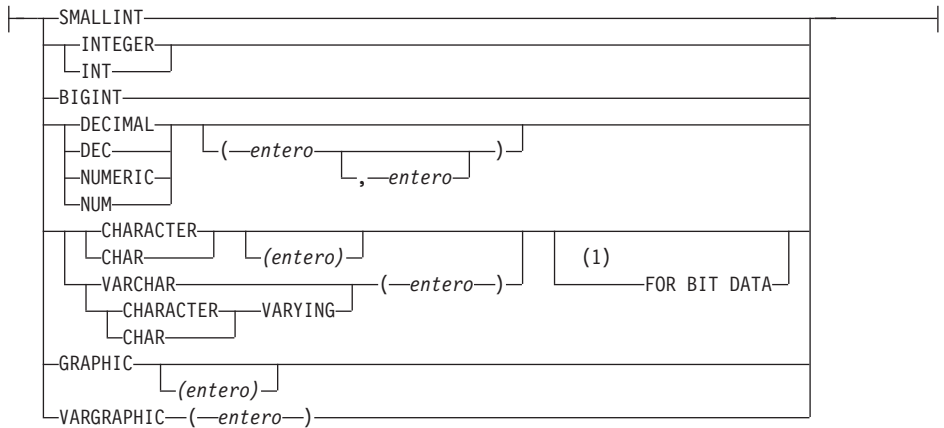 SMALLINT
INTEGER
INT
BIGINT
DECIMAL
DEC ( entero )
NUMERIC , entero
NUM
CHARACTER
CHAR (entero) (1)
VARCHAR ( entero ) FOR BIT DATA
CHARACTER VARYING
CHAR
GRAPHIC
(entero)
VARGRAPHIC ( entero )